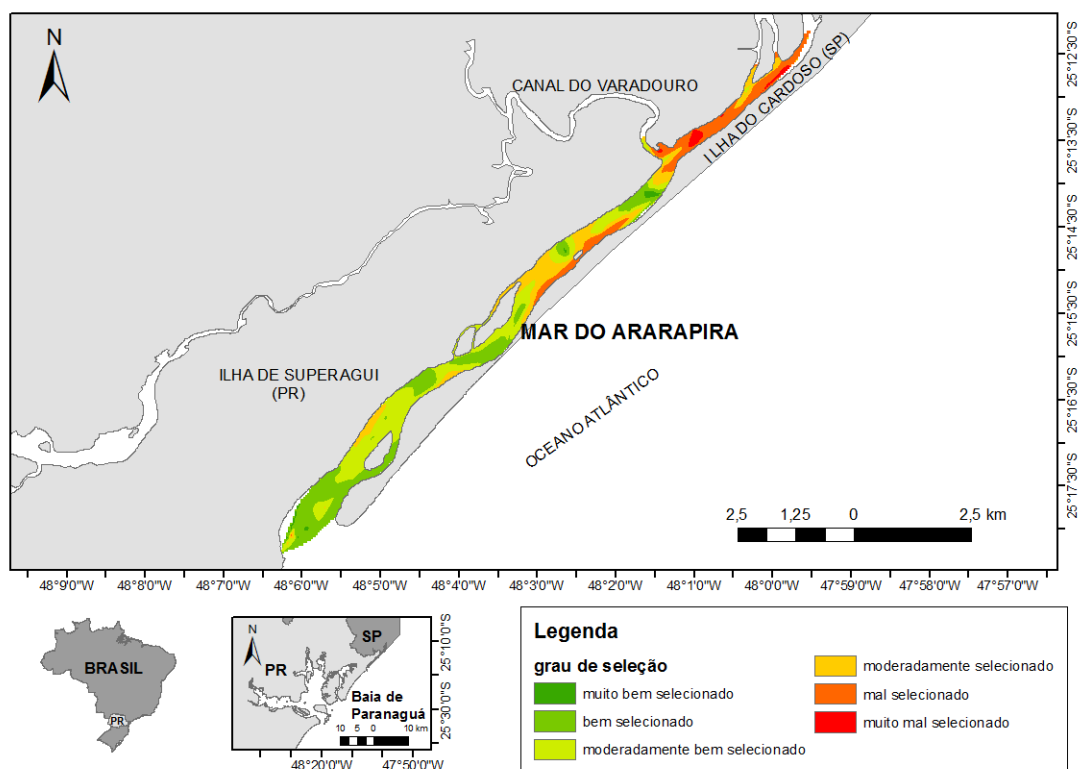 N
CANAL DO VARADOURO
ILHA DO CARDOSO (SP)
MAR DO ARARAPIRA
ILHA DE SUPERAGUI
(PR)
OCEANO ATLÂNTICO
2,5 1,25 0 2,5 km
25°12'30"S
25°13'30"S
25°14'30"S
25°15'30"S
25°16'30"S
25°17'30"S
48°9'0"W 48°8'0"W 48°7'0"W 48°6'0"W 48°5'0"W 48°4'0"W 48°3'0"W 48°2'0"W 48°1'0"W 48°0'0"W 47°59'0"W 47°58'0"W 47°57'0"W
BRASIL
PR
N
SP
PR
Baia de
Paranaguá
10 5 0 10 km
25°10'0"S
25°30'0"S
48°20'0"W 47°50'0"W
Legenda
grau de seleção
muito bem selecionado
bem selecionado
moderadamente bem selecionado
moderadamente selecionado
mal selecionado
muito mal selecionado